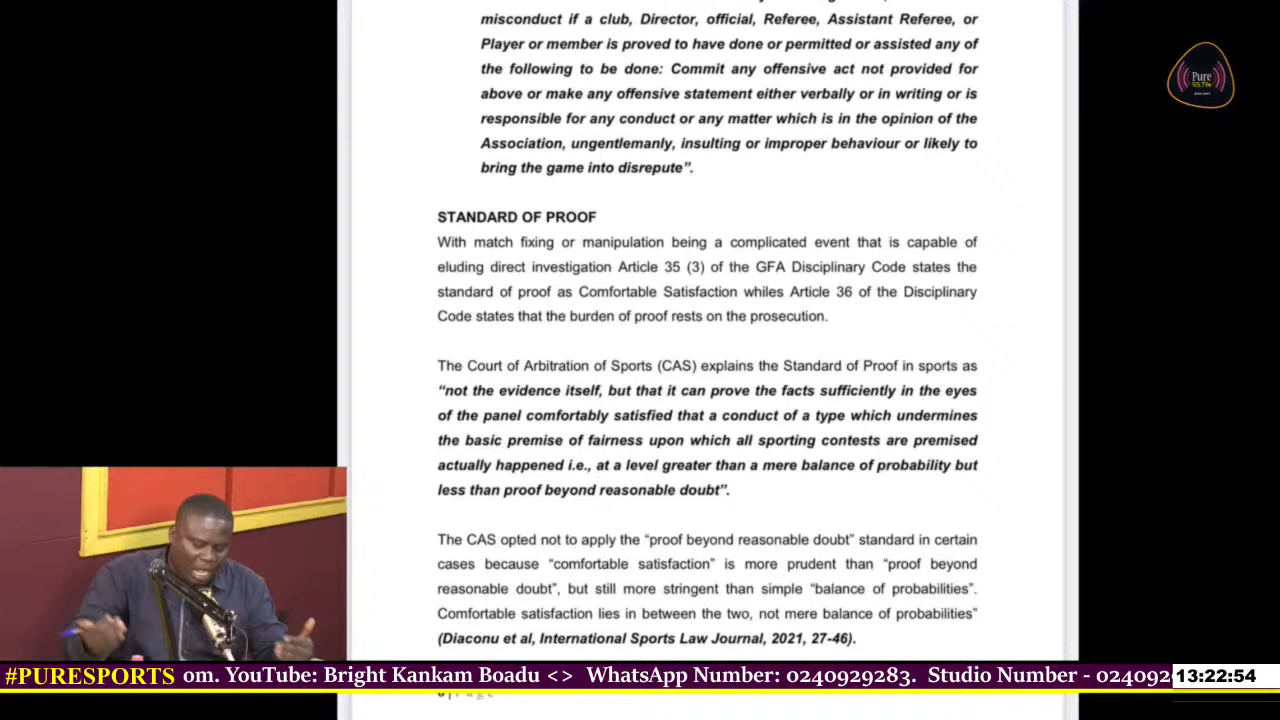 misconduct if a club, Director, official, Referee, Assistant Referee, or
Player or member is proved to have done or permitted or assisted any of
the following to be done: Commit any offensive act not provided for
above or make any offensive statement either verbally or in writing or is
responsible for any conduct or any matter which is in the opinion of the
Association, ungentlemanly, insulting or improper behaviour or likely to
bring the game into disrepute”.
Pure
95.7fm
STANDARD OF PROOF
With match fixing or manipulation being a complicated event that is capable of
eluding direct investigation Article 35 (3) of the GFA Disciplinary Code states the
standard of proof as Comfortable Satisfaction whiles Article 36 of the Disciplinary
Code states that the burden of proof rests on the prosecution.
The Court of Arbitration of Sports (CAS) explains the Standard of Proof in sports as
“not the evidence itself, but that it can prove the facts sufficiently in the eyes
of the panel comfortably satisfied that a conduct of a type which undermines
the basic premise of fairness upon which all sporting contests are premised
actually happened i.e., at a level greater than a mere balance of probability but
less than proof beyond reasonable doubt”.
The CAS opted not to apply the “proof beyond reasonable doubt” standard in certain
cases because “comfortable satisfaction” is more prudent than “proof beyond
reasonable doubt”, but still more stringent than simple “balance of probabilities”.
Comfortable satisfaction lies in between the two, not mere balance of probabilities”
(Diaconu et al, International Sports Law Journal, 2021, 27-46).
#PURESPORTS om. YouTube: Bright Kankam Boadu <> WhatsApp Number: 0240929283. Studio Number - 024092 13:22:54